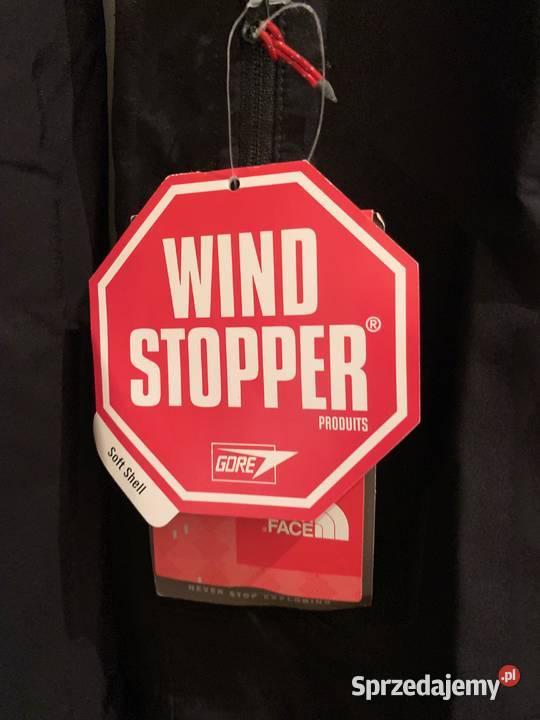 WIND
STOPPER®
PRODUITS
GORE
Soft Shell
FACE
NEVER STOP EXPLORING
Sprzedajemy.pl